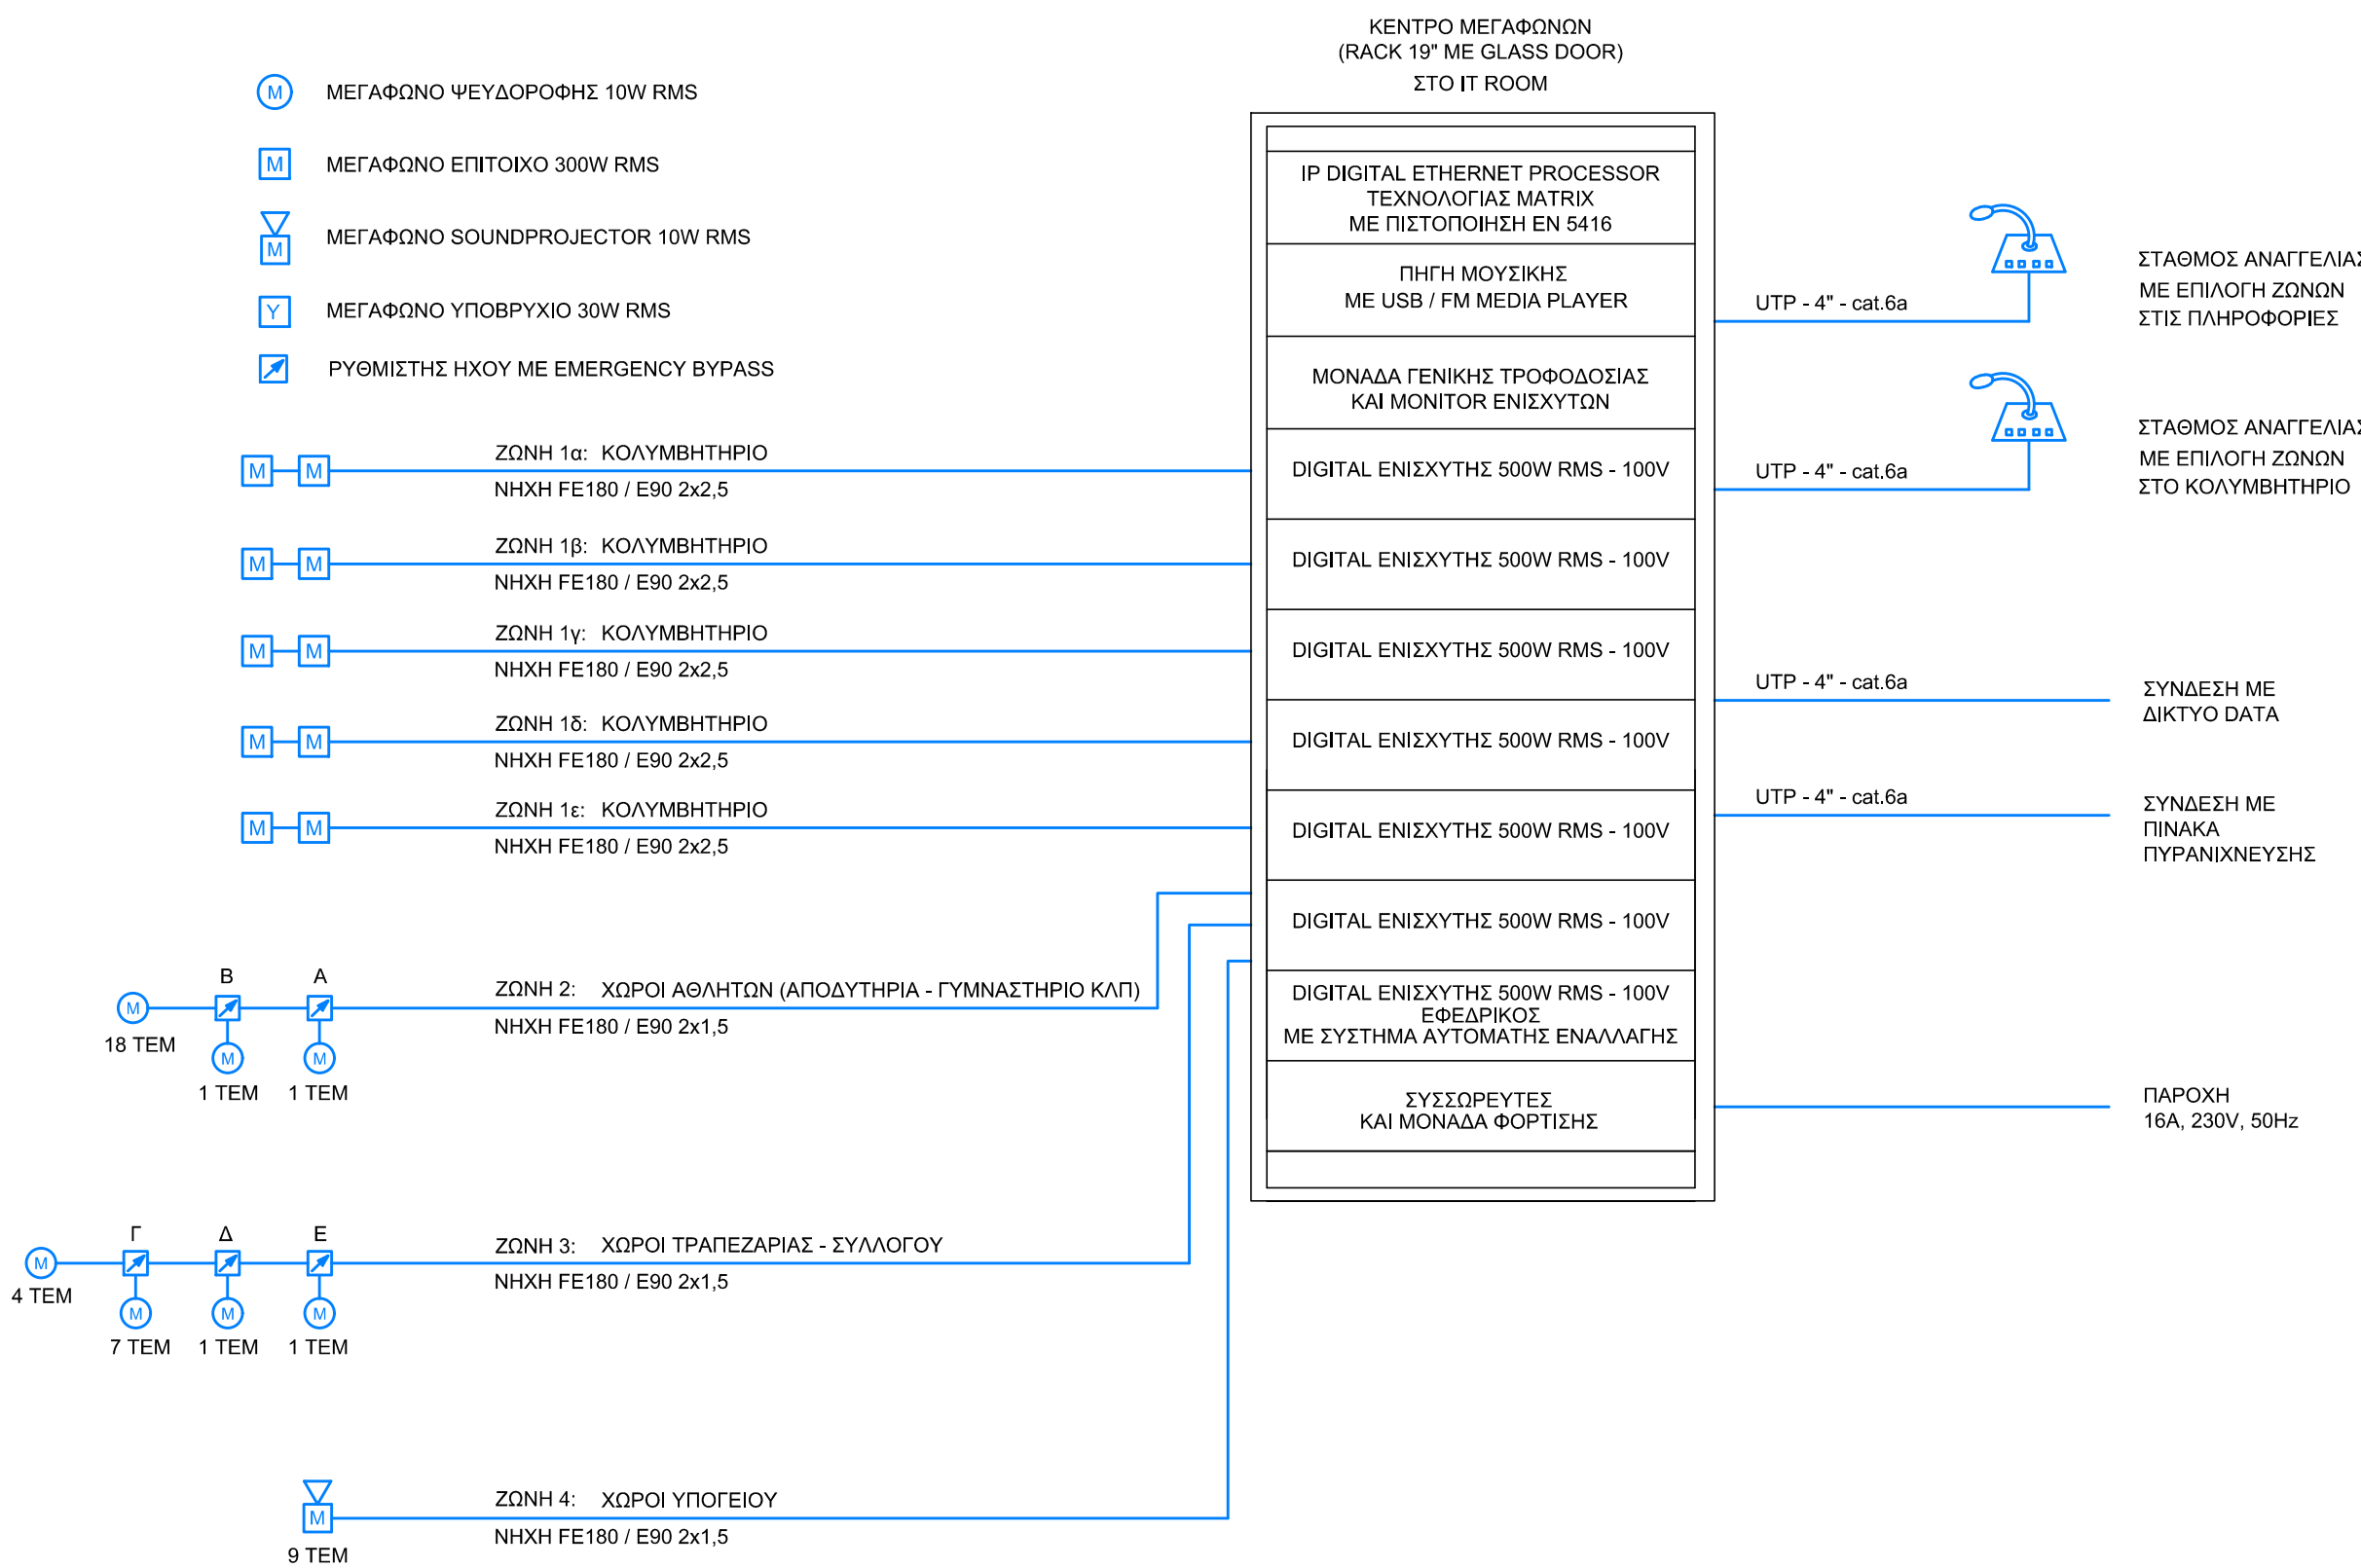 ΚΕΝΤΡΟ ΜΕΓΑΦΩΝΩΝ
(RACK 19" ΜΕ GLASS DOOR)
ΣΤΟ IT ROOM
M
ΜΕΓΑΦΩΝΟ ΨΕΥΔΟΡΟΦΗΣ 10W RMS
M
ΜΕΓΑΦΩΝΟ ΕΠΙΤΟΙΧΟ 300W RMS
M
ΜΕΓΑΦΩΝΟ SOUNDPROJECTOR 10W RMS
Y
ΜΕΓΑΦΩΝΟ ΥΠΟΒΡΥΧΙΟ 30W RMS
ΡΥΘΜΙΣΤΗΣ ΗΧΟΥ ΜΕ EMERGENCY BYPASS
M M
ΖΩΝΗ 1α: ΚΟΛΥΜΒΗΤΗΡΙΟ
ΝΗΧΗ FE180 / E90 2x2,5
M M
ΖΩΝΗ 1β: ΚΟΛΥΜΒΗΤΗΡΙΟ
ΝΗΧΗ FE180 / E90 2x2,5
M M
ΖΩΝΗ 1γ: ΚΟΛΥΜΒΗΤΗΡΙΟ
ΝΗΧΗ FE180 / E90 2x2,5
M M
ΖΩΝΗ 1δ: ΚΟΛΥΜΒΗΤΗΡΙΟ
ΝΗΧΗ FE180 / E90 2x2,5
M M
ΖΩΝΗ 1ε: ΚΟΛΥΜΒΗΤΗΡΙΟ
ΝΗΧΗ FE180 / E90 2x2,5
Β Α
ΖΩΝΗ 2: ΧΩΡΟΙ ΑΘΛΗΤΩΝ (ΑΠΟΔΥΤΗΡΙΑ - ΓΥΜΝΑΣΤΗΡΙΟ ΚΛΠ)
M
ΝΗΧΗ FE180 / E90 2x1,5
18 ΤΕΜ
M M
1 ΤΕΜ 1 ΤΕΜ
Γ Δ Ε
ΖΩΝΗ 3: ΧΩΡΟΙ ΤΡΑΠΕΖΑΡΙΑΣ - ΣΥΛΛΟΓΟΥ
M
ΝΗΧΗ FE180 / E90 2x1,5
4 ΤΕΜ
M M M
7 ΤΕΜ 1 ΤΕΜ 1 ΤΕΜ
ΖΩΝΗ 4: ΧΩΡΟΙ ΥΠΟΓΕΙΟΥ
M
ΝΗΧΗ FE180 / E90 2x1,5
9 ΤΕΜ
IP DIGITAL ETHERNET PROCESSOR
ΤΕΧΝΟΛΟΓΙΑΣ MATRIX
ΜΕ ΠΙΣΤΟΠΟΙΗΣΗ EN 5416
ΠΗΓΗ ΜΟΥΣΙΚΗΣ
ΜΕ USB / FM MEDIA PLAYER
ΜΟΝΑΔΑ ΓΕΝΙΚΗΣ ΤΡΟΦΟΔΟΣΙΑΣ
ΚΑΙ MONITOR ΕΝΙΣΧΥΤΩΝ
DIGITAL ΕΝΙΣΧΥΤΗΣ 500W RMS - 100V
DIGITAL ΕΝΙΣΧΥΤΗΣ 500W RMS - 100V
DIGITAL ΕΝΙΣΧΥΤΗΣ 500W RMS - 100V
DIGITAL ΕΝΙΣΧΥΤΗΣ 500W RMS - 100V
DIGITAL ΕΝΙΣΧΥΤΗΣ 500W RMS - 100V
DIGITAL ΕΝΙΣΧΥΤΗΣ 500W RMS - 100V
DIGITAL ΕΝΙΣΧΥΤΗΣ 500W RMS - 100V
ΕΦΕΔΡΙΚΟΣ
ΜΕ ΣΥΣΤΗΜΑ ΑΥΤΟΜΑΤΗΣ ΕΝΑΛΛΑΓΗΣ
ΣΥΣΣΩΡΕΥΤΕΣ
ΚΑΙ ΜΟΝΑΔΑ ΦΟΡΤΙΣΗΣ
UTP - 4" - cat.6a
ΣΤΑΘΜΟΣ ΑΝΑΓΓΕΛΙΑΣ
ΜΕ ΕΠΙΛΟΓΗ ΖΩΝΩΝ
ΣΤΙΣ ΠΛΗΡΟΦΟΡΙΕΣ
UTP - 4" - cat.6a
ΣΤΑΘΜΟΣ ΑΝΑΓΓΕΛΙΑΣ
ΜΕ ΕΠΙΛΟΓΗ ΖΩΝΩΝ
ΣΤΟ ΚΟΛΥΜΒΗΤΗΡΙΟ
UTP - 4" - cat.6a
ΣΥΝΔΕΣΗ ΜΕ
ΔΙΚΤΥΟ DATA
UTP - 4" - cat.6a
ΣΥΝΔΕΣΗ ΜΕ
ΠΙΝΑΚΑ
ΠΥΡΑΝΙΧΝΕΥΣΗΣ
ΠΑΡΟΧΗ
16A, 230V, 50Hz